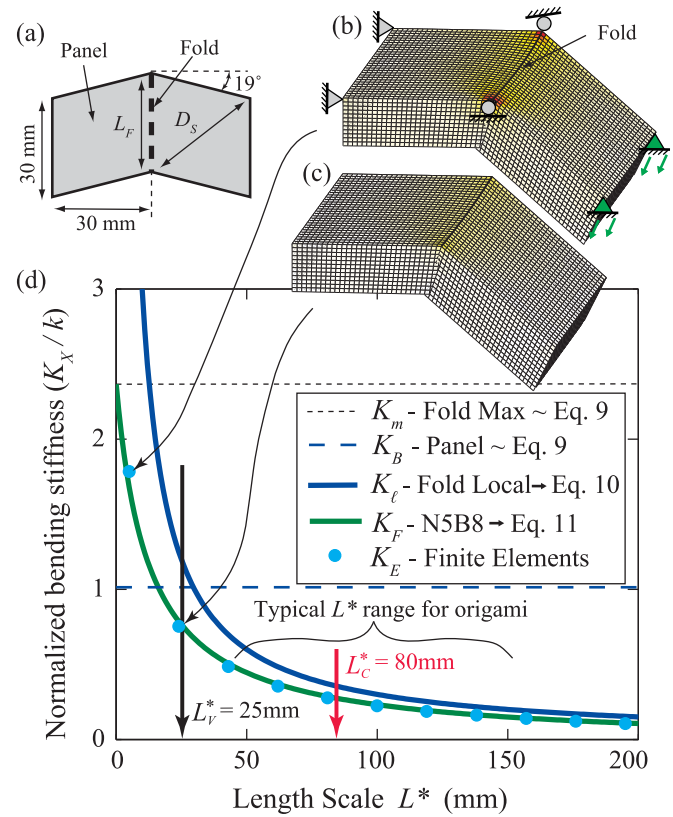 (a)
Panel
Fold
19°
L_F
D_S
30 mm
30 mm
(b)
Fold
(c)
(d)
Normalized bending stiffness (K_X / k)
3
2
1
0
K_m - Fold Max ~ Eq. 9
K_B - Panel ~ Eq. 9
K_ℓ - Fold Local → Eq. 10
K_F - N5B8 → Eq. 11
K_E - Finite Elements
Typical L* range for origami
L*_C = 80mm
L*_V = 25mm
0 50 100 150 200
Length Scale L* (mm)